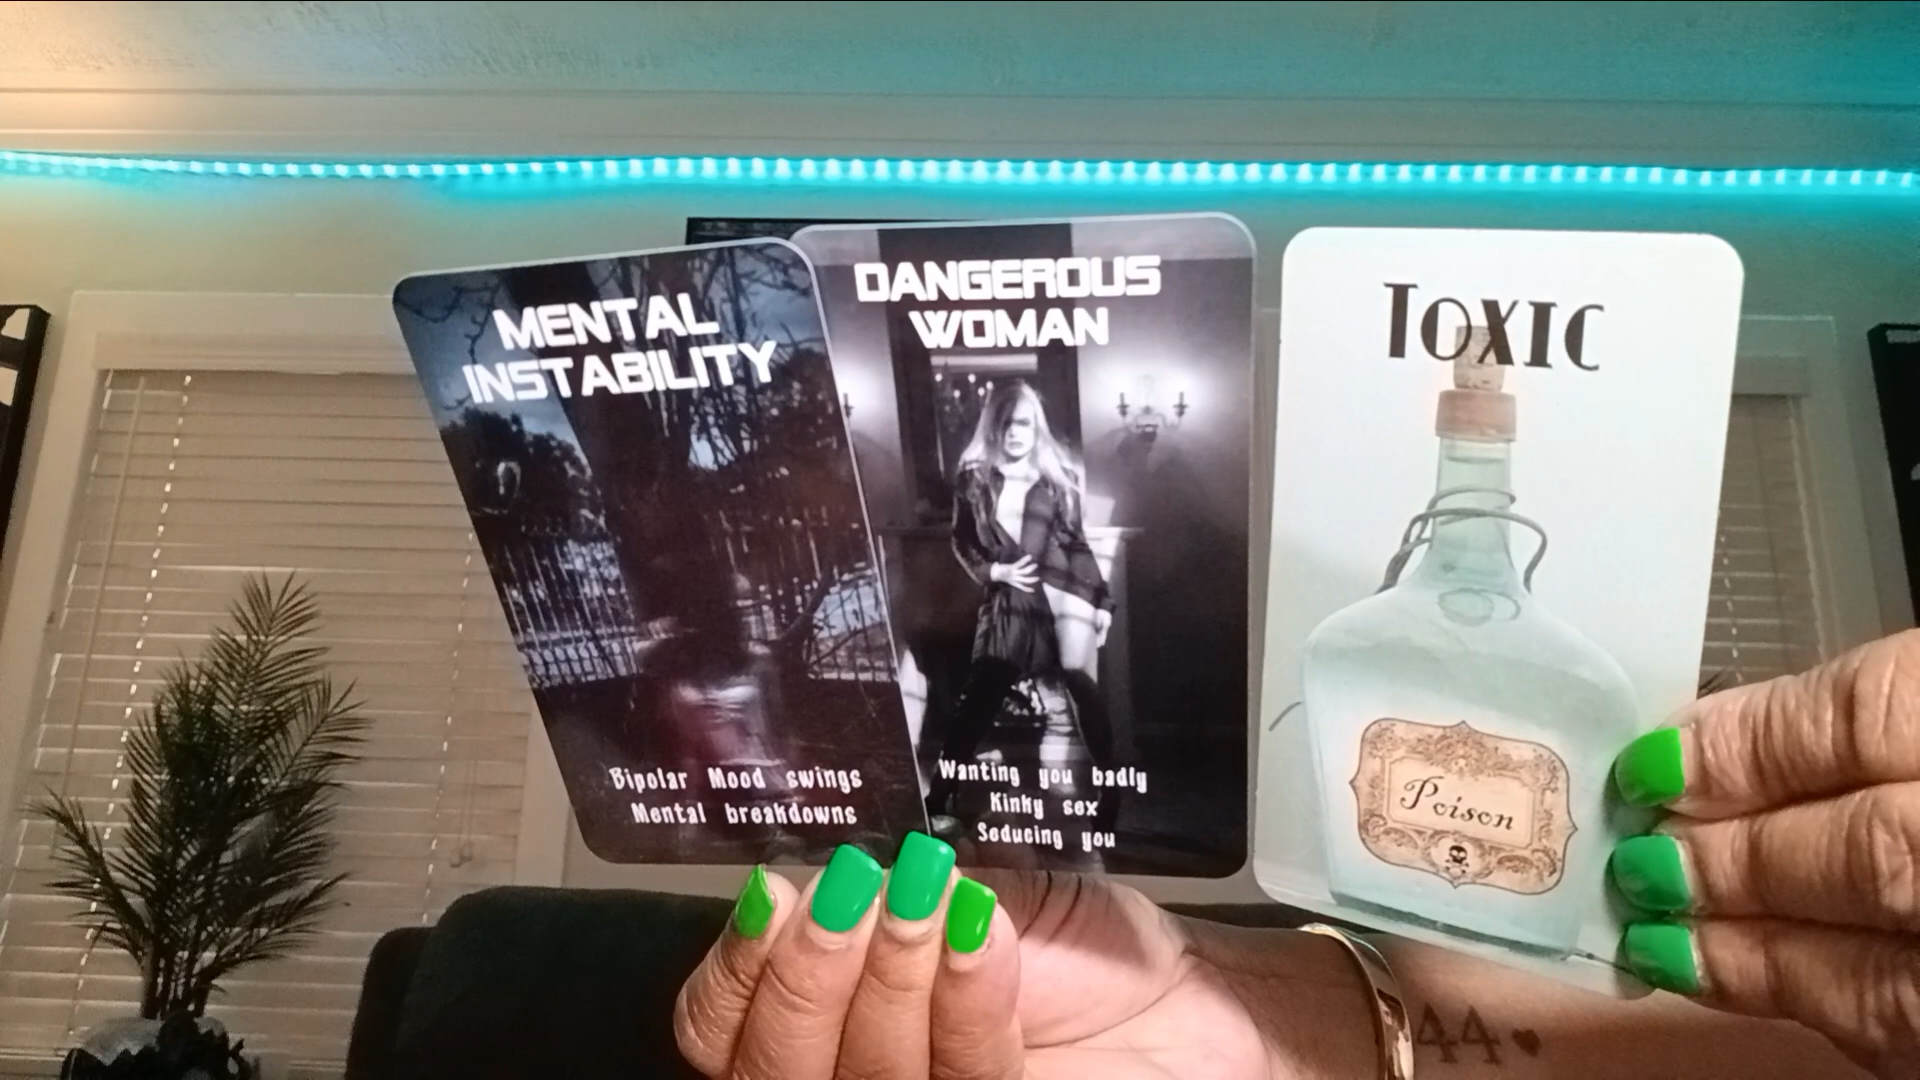 MENTAL
INSTABILITY
Bipolar Mood swings
Mental breakdowns
DANGEROUS
WOMAN
Wanting you badly
Kinky sex
Seducing you
TOXIC
Poison
44